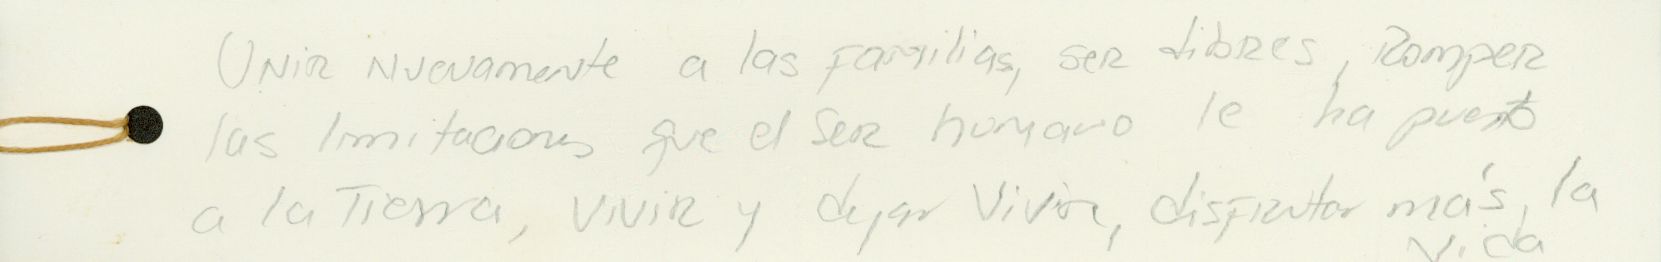 Unir nuevamente a las familias, ser libres, Romper
las limitaciones que el ser humano le ha puesto
a la Tierra, vivir y dejar vivir, disfrutar más, la
vida